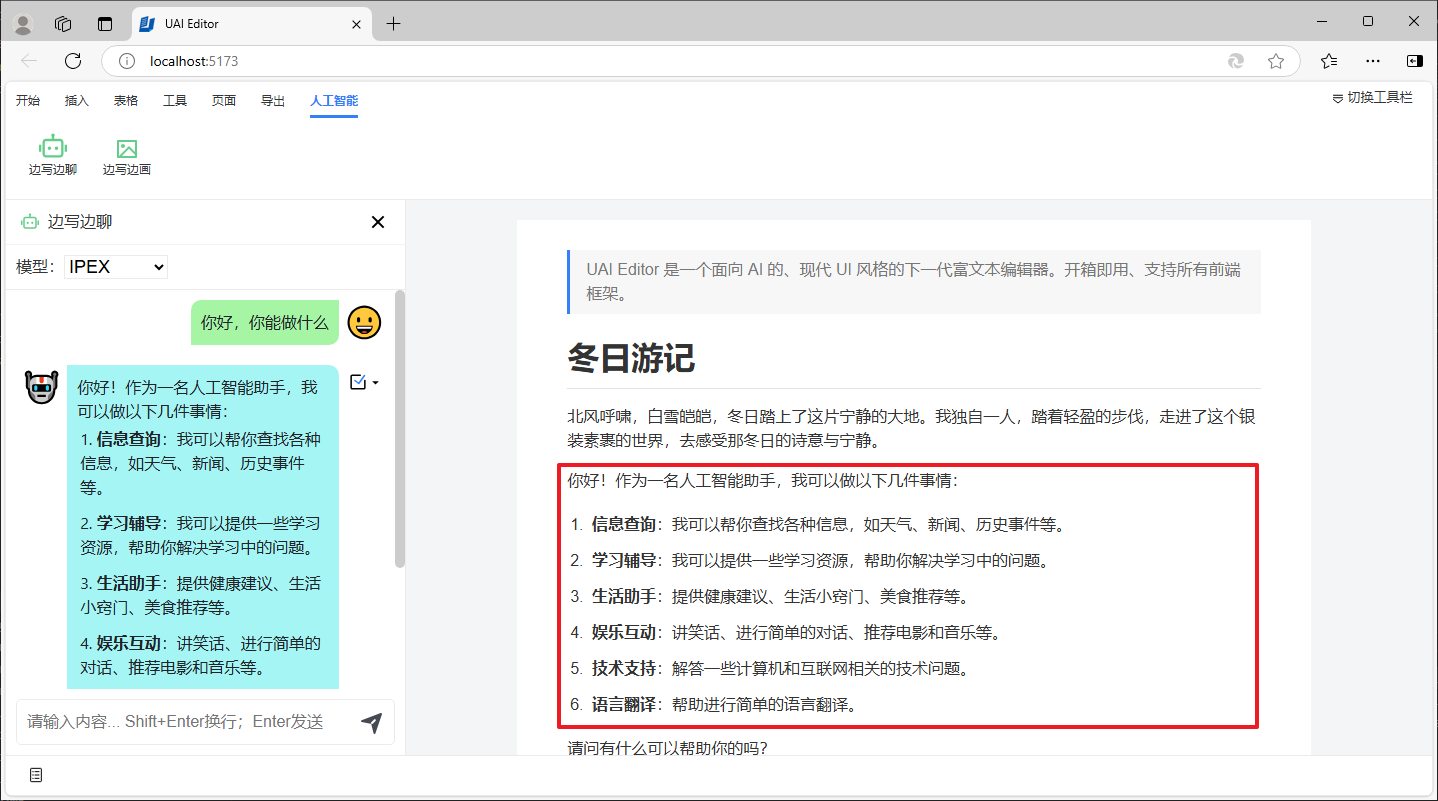 UAI Editor
localhost:5173
开始 插入 表格 工具 页面 导出 人工智能
切换工具栏
边写边聊 边写边画
边写边聊
模型： IPEX
你好，你能做什么
你好！作为一名人工智能助手，我
可以做以下几件事情：
1. 信息查询：我可以帮你查找各种
信息，如天气、新闻、历史事件
等。
2. 学习辅导：我可以提供一些学习
资源，帮助你解决学习中的问题。
3. 生活助手：提供健康建议、生活
小窍门、美食推荐等。
4. 娱乐互动：讲笑话、进行简单的
对话、推荐电影和音乐等。
请输入内容... Shift+Enter换行；Enter发送
UAI Editor 是一个面向 AI 的、现代 UI 风格的下一代富文本编辑器。开箱即用、支持所有前端
框架。
冬日游记
北风呼啸，白雪皑皑，冬日踏上了这片宁静的大地。我独自一人，踏着轻盈的步伐，走进了这个银
装素裹的世界，去感受那冬日的诗意与宁静。
你好！作为一名人工智能助手，我可以做以下几件事情：
1. 信息查询：我可以帮你查找各种信息，如天气、新闻、历史事件等。
2. 学习辅导：我可以提供一些学习资源，帮助你解决学习中的问题。
3. 生活助手：提供健康建议、生活小窍门、美食推荐等。
4. 娱乐互动：讲笑话、进行简单的对话、推荐电影和音乐等。
5. 技术支持：解答一些计算机和互联网相关的技术问题。
6. 语言翻译：帮助进行简单的语言翻译。
请问有什么可以帮助你的吗？